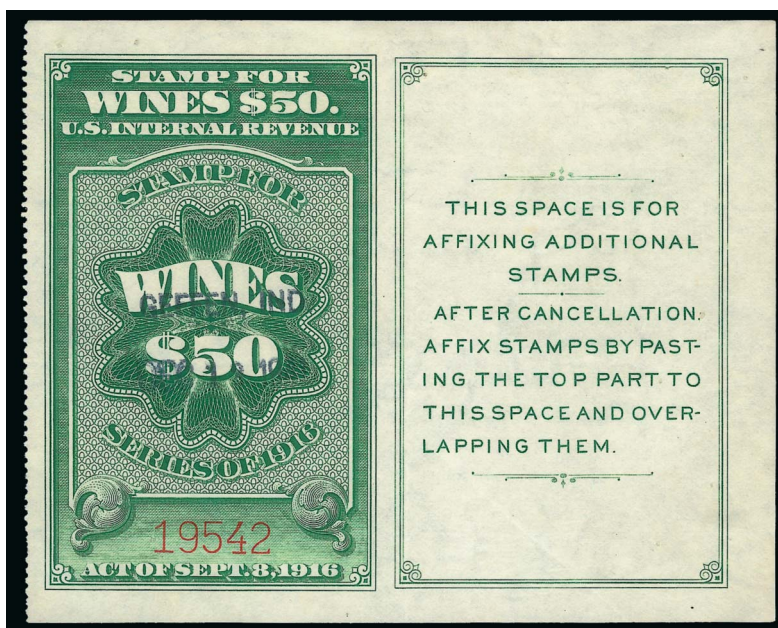 STAMP FOR
WINES $50.
U.S. INTERNAL REVENUE
STAMP FOR
WINES
IND
$50
SERIES OF 1916
19542
ACT OF SEPT. 8, 1916
THIS SPACE IS FOR
AFFIXING ADDITIONAL
STAMPS.
AFTER CANCELLATION.
AFFIX STAMPS BY PAST-
ING THE TOP PART TO
THIS SPACE AND OVER-
LAPPING THEM.